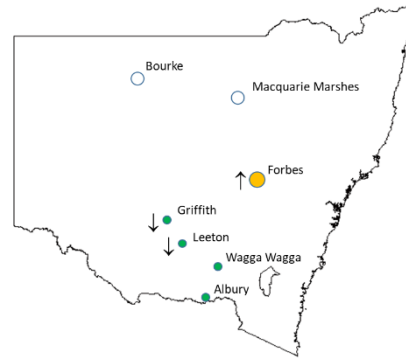 Bourke
Macquarie Marshes
Forbes
Griffith
Leeton
Wagga Wagga
Albury